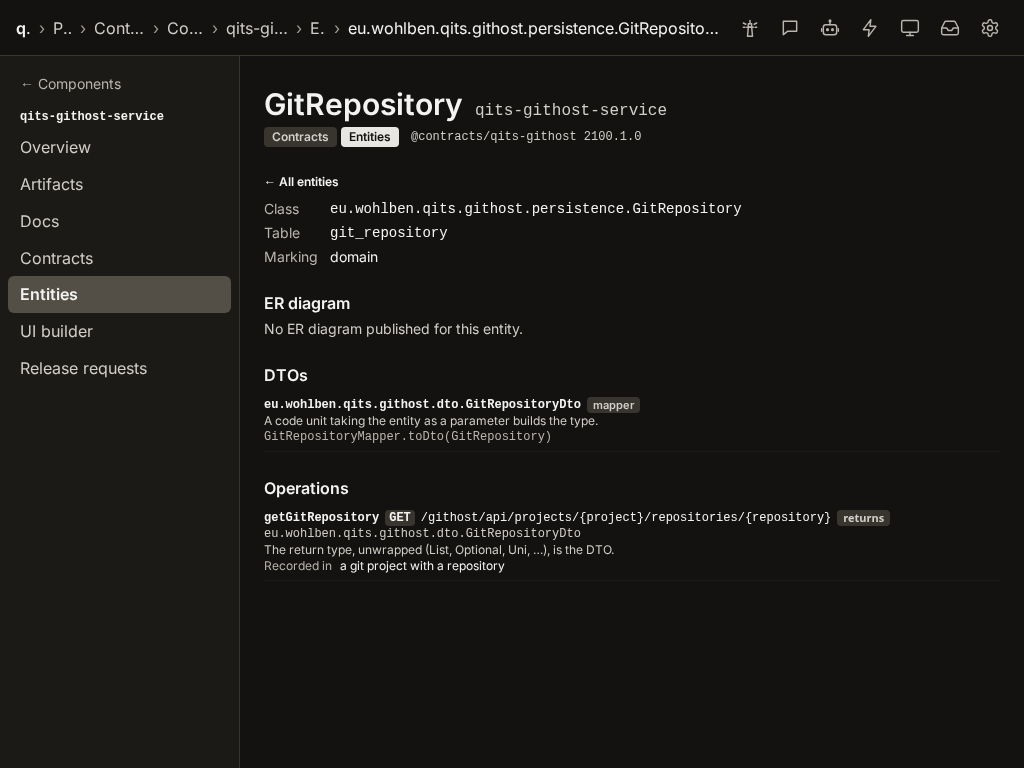 q. › P.. › Cont... › Co... › qits-gi... › E. › eu.wohlben.qits.githost.persistence.GitReposito...
← Components
qits-githost-service
Overview
Artifacts
Docs
Contracts
Entities
UI builder
Release requests
GitRepository qits-githost-service
Contracts Entities @contracts/qits-githost 2100.1.0
← All entities
Class eu.wohlben.qits.githost.persistence.GitRepository
Table git_repository
Marking domain
ER diagram
No ER diagram published for this entity.
DTOs
eu.wohlben.qits.githost.dto.GitRepositoryDto mapper
A code unit taking the entity as a parameter builds the type.
GitRepositoryMapper.toDto(GitRepository)
Operations
getGitRepository GET /githost/api/projects/{project}/repositories/{repository} returns
eu.wohlben.qits.githost.dto.GitRepositoryDto
The return type, unwrapped (List, Optional, Uni, …), is the DTO.
Recorded in a git project with a repository